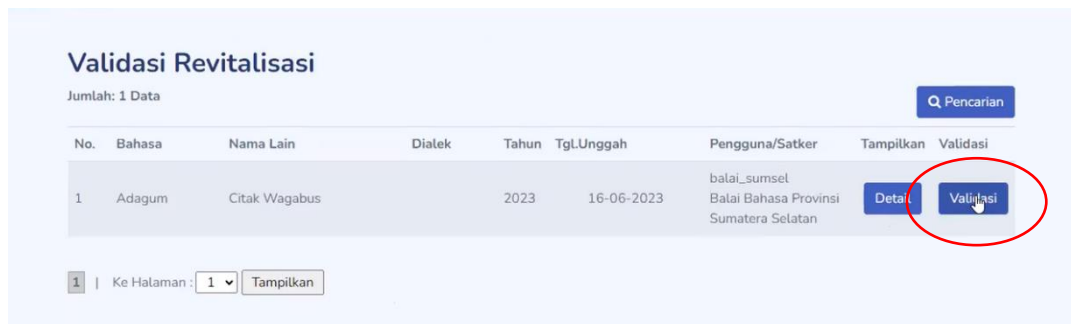 Validasi Revitalisasi
Jumlah: 1 Data
Pencarian
No. Bahasa Nama Lain Dialek Tahun Tgl.Unggah Pengguna/Satker Tampilkan Validasi
balai_sumsel
1 Adagum Citak Wagabus 2023 16-06-2023 Balai Bahasa Provinsi Detail Validasi
Sumatera Selatan
1 | Ke Halaman : 1 Tampilkan